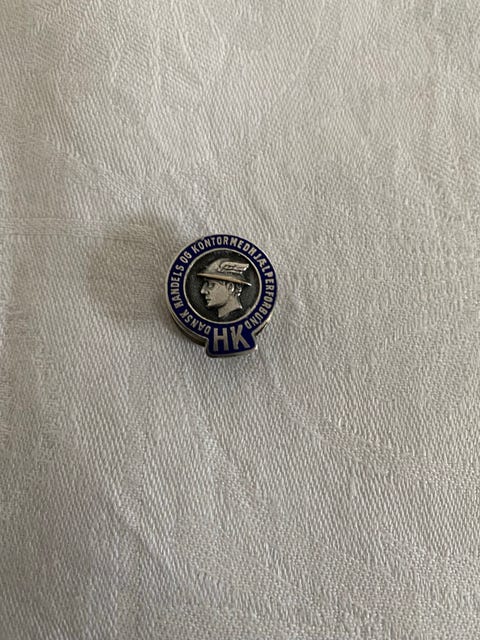 DANSK HANDELS OG KONTORMEDHJÆLPERFORBUND
HK